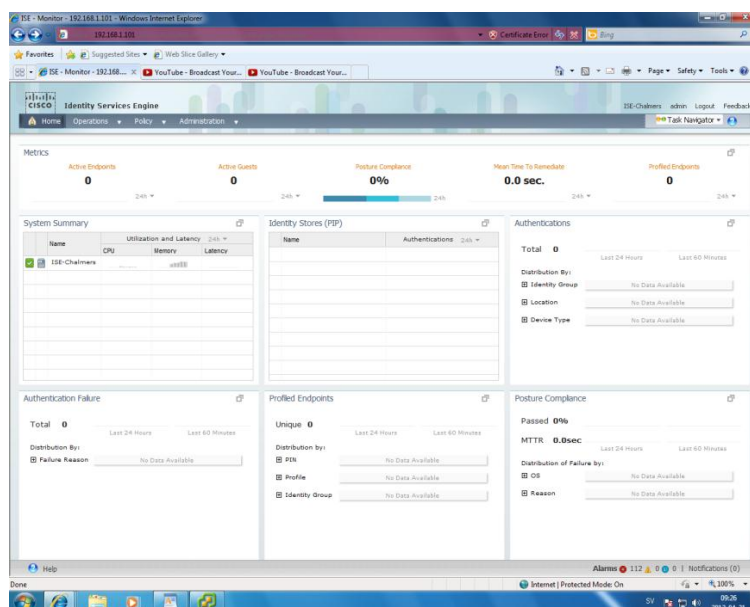 ISE - Monitor - 192.168.1.101 - Windows Internet Explorer
192.168.1.101
Certificate Error
Bing
Favorites Suggested Sites Web Slice Gallery
ISE - Monitor - 192.168.... YouTube - Broadcast Your... YouTube - Broadcast Your... Page Safety Tools
CISCO Identity Services Engine
ISE-Chalmers admin Logout Feedback
Home Operations Policy Administration Task Navigator
Metrics
Active Endpoints Active Guests Posture Compliance Mean Time To Remediate Profiled Endpoints
0 0 0% 0.0 sec. 0
24h 24h 24h 24h 24h
System Summary
Name Utilization and Latency 24h
CPU Memory Latency
ISE-Chalmers
Identity Stores (PIP)
Name Authentications 24h
Authentications
Total 0
Last 24 Hours Last 60 Minutes
Distribution By:
Identity Group No Data Available
Location No Data Available
Device Type No Data Available
Authentication Failure
Total 0
Last 24 Hours Last 60 Minutes
Distribution By:
Failure Reason No Data Available
Profiled Endpoints
Unique 0
Last 24 Hours Last 60 Minutes
Distribution by:
PIN No Data Available
Profile No Data Available
Identity Group No Data Available
Posture Compliance
Passed 0%
MTTR 0.0sec
Last 24 Hours Last 60 Minutes
Distribution of Failure by:
OS No Data Available
Reason No Data Available
Help
Alarms 112 0 0 | Notifications (0)
Done
Internet | Protected Mode: On 100%
SV 09:26